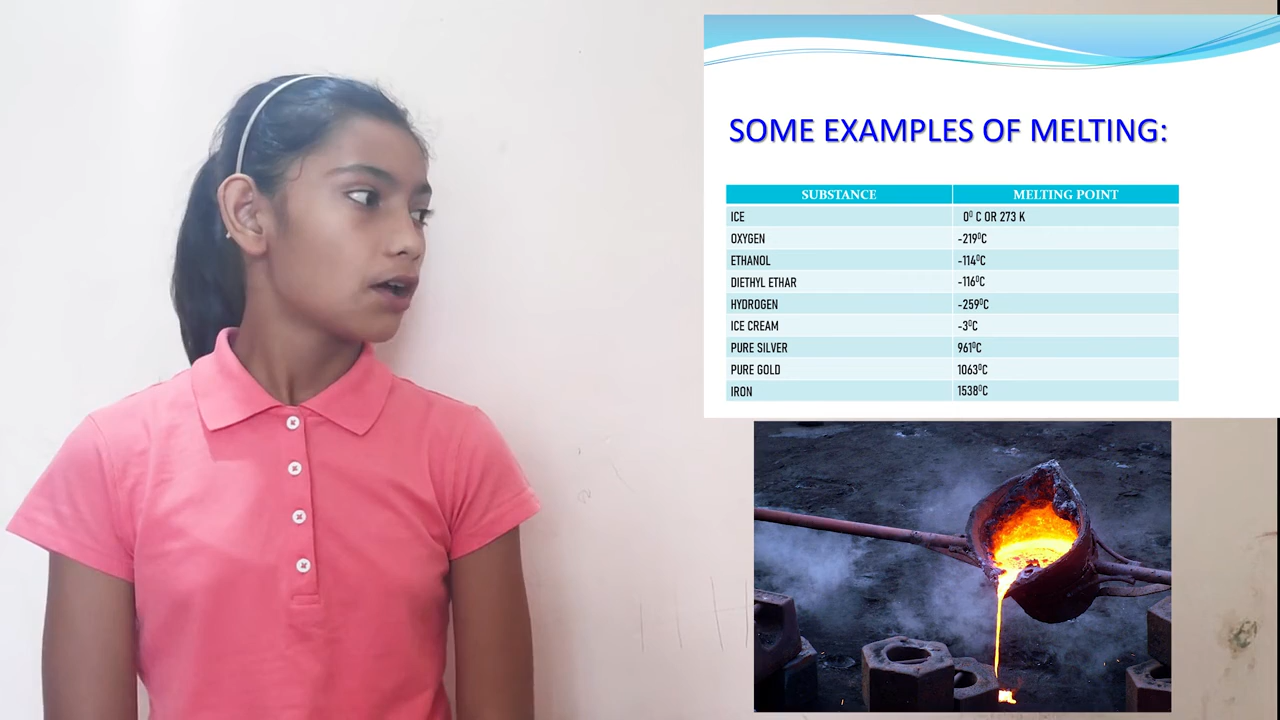 SOME EXAMPLES OF MELTING:
SUBSTANCE MELTING POINT
ICE 0⁰ C OR 273 K
OXYGEN -219⁰C
ETHANOL -114⁰C
DIETHYL ETHAR -116⁰C
HYDROGEN -259⁰C
ICE CREAM -3⁰C
PURE SILVER 961⁰C
PURE GOLD 1063⁰C
IRON 1538⁰C